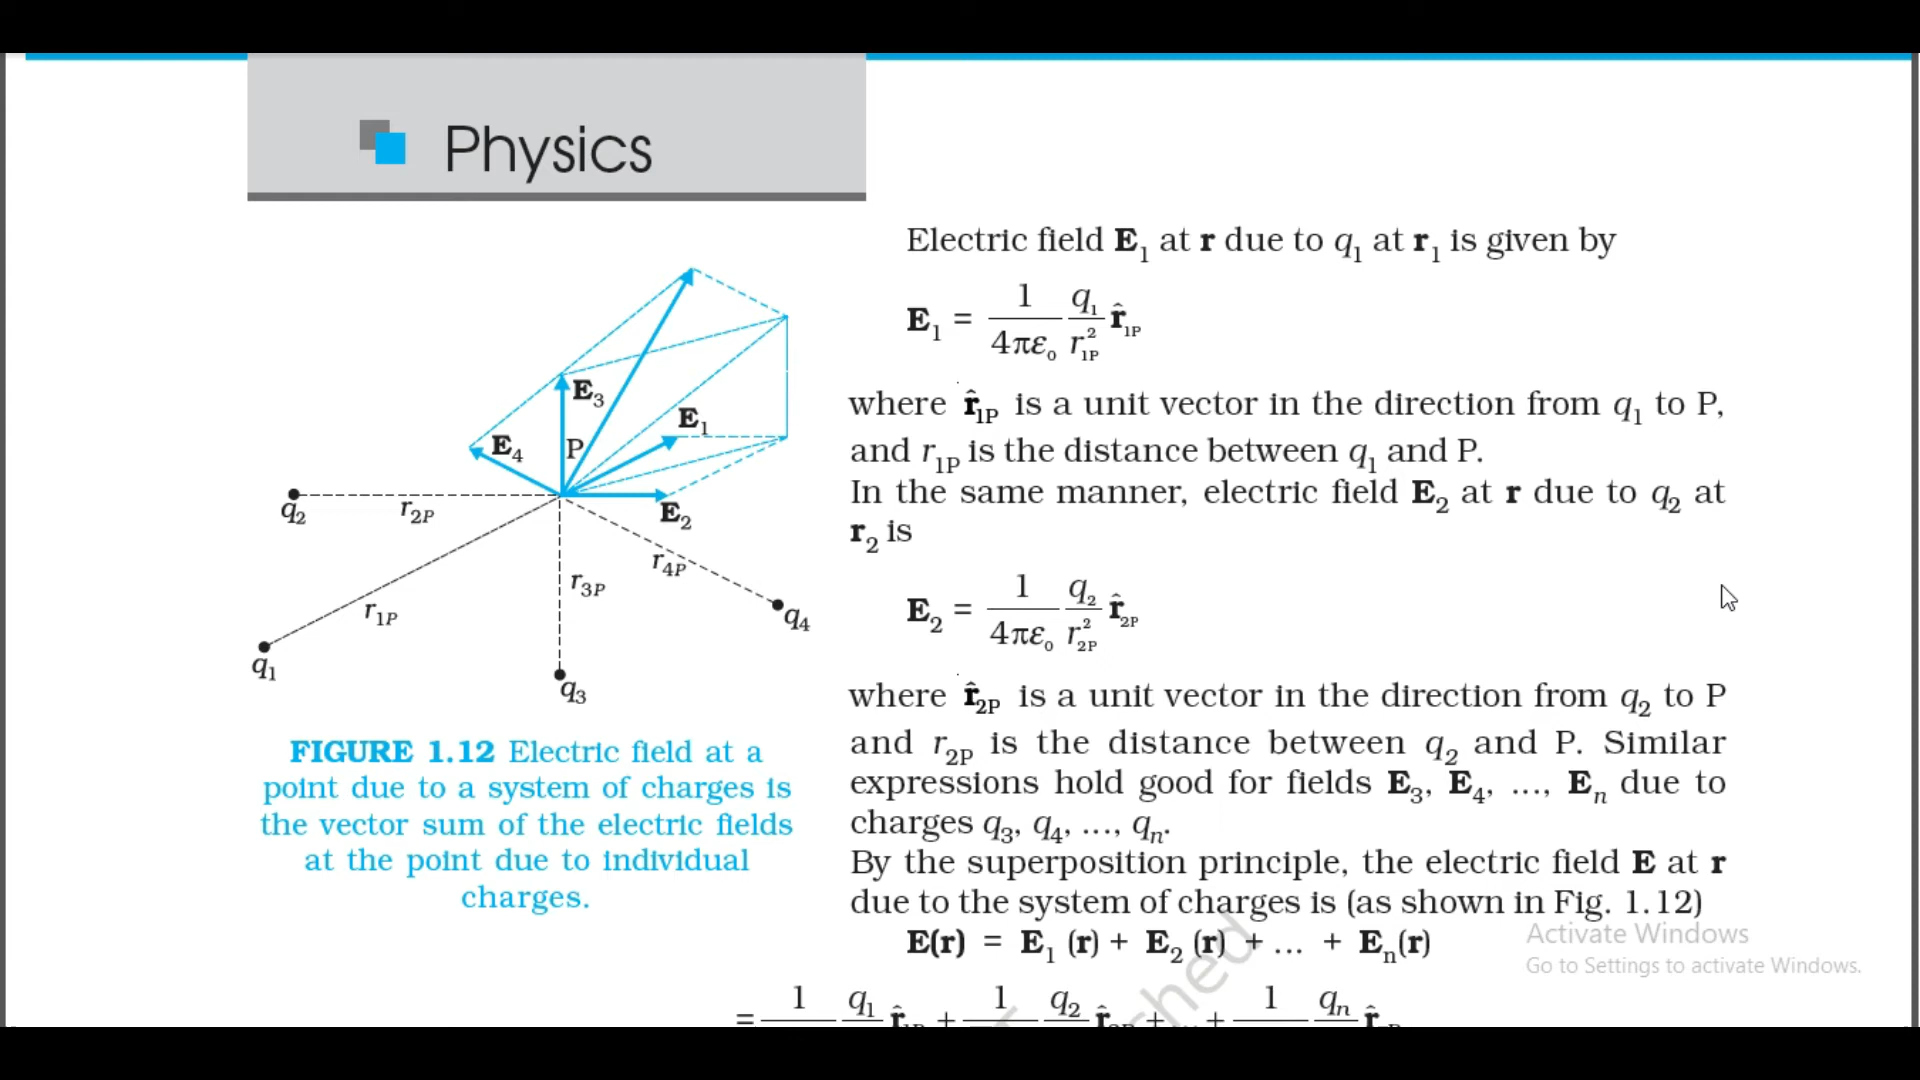 Physics
E₃
E₁
E₄
P
q₂
r₂P
E₂
r₄P
r₃P
r₁P
q₄
q₁
q₃
FIGURE 1.12 Electric field at a
point due to a system of charges is
the vector sum of the electric fields
at the point due to individual
charges.
Electric field E₁ at r due to q₁ at r₁ is given by
E₁ = 1/4πε₀ q₁/r²₁P r̂₁P
where r̂₁P is a unit vector in the direction from q₁ to P,
and r₁P is the distance between q₁ and P.
In the same manner, electric field E₂ at r due to q₂ at
r₂ is
E₂ = 1/4πε₀ q₂/r²₂P r̂₂P
where r̂₂P is a unit vector in the direction from q₂ to P
and r₂P is the distance between q₂ and P. Similar
expressions hold good for fields E₃, E₄, ..., Eₙ due to
charges q₃, q₄, ..., qₙ.
By the superposition principle, the electric field E at r
due to the system of charges is (as shown in Fig. 1.12)
E(r) = E₁ (r) + E₂ (r) + ... + Eₙ(r)
Activate Windows
Go to Settings to activate Windows.